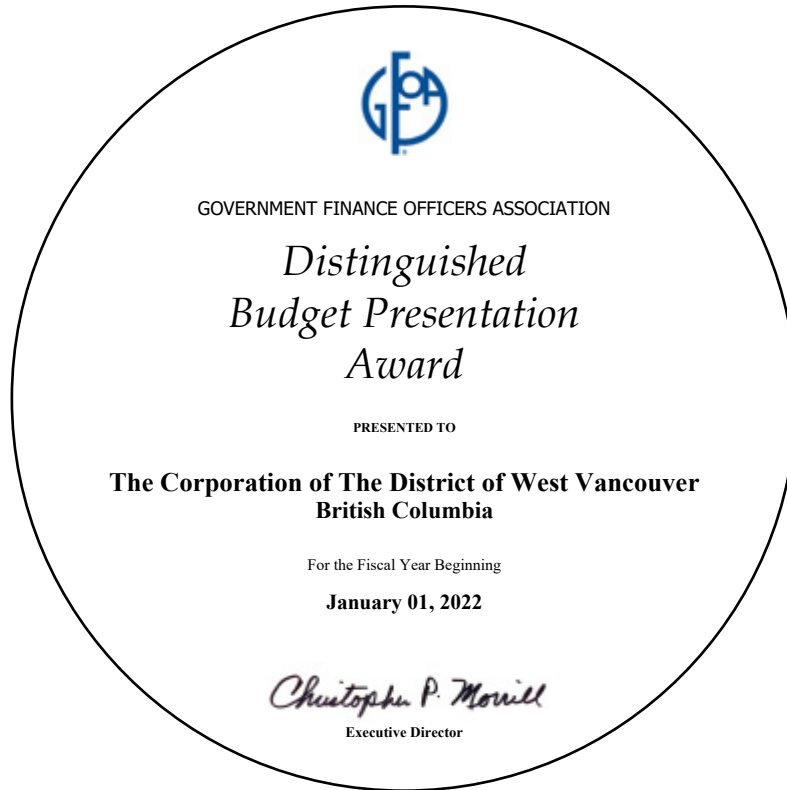 GFOA
GOVERNMENT FINANCE OFFICERS ASSOCIATION
Distinguished
Budget Presentation
Award
PRESENTED TO
The Corporation of The District of West Vancouver
British Columbia
For the Fiscal Year Beginning
January 01, 2022
Christopher P. Morrill
Executive Director